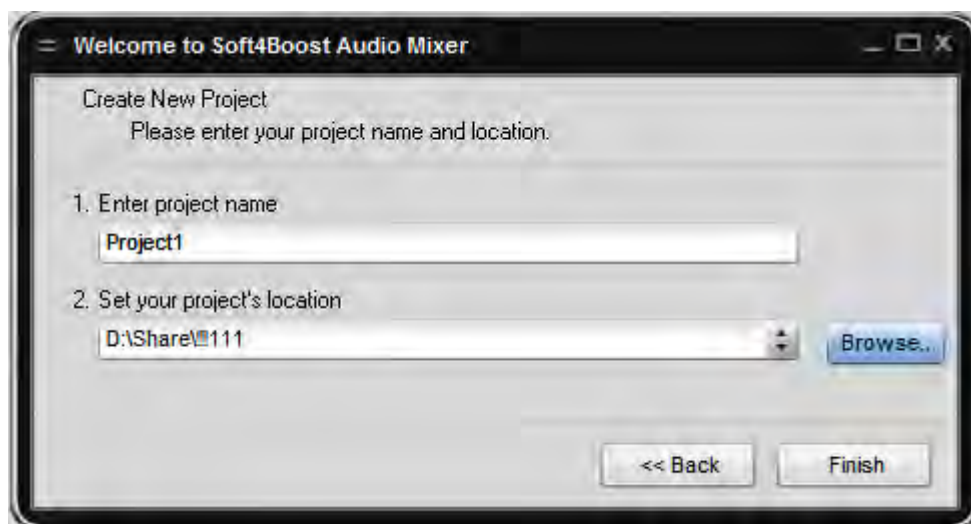 Welcome to Soft4Boost Audio Mixer
Create New Project
Please enter your project name and location.
1. Enter project name
Project1
2. Set your project's location
Browse..
<< Back
Finish